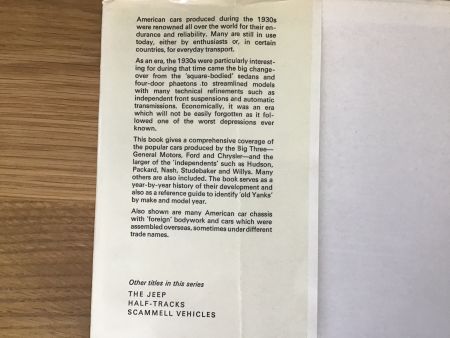 American cars produced during the 1930s
were renowned all over the world for their en-
durance and reliability. Many are still in use
today, either by enthusiasts or, in certain
countries, for everyday transport.
As an era, the 1930s were particularly interest-
ing for during that time came the big change-
over from the 'square-bodied' sedans and
four-door phaetons to streamlined models
with many technical refinements such as
independent front suspensions and automatic
transmissions. Economically, it was an era
which will not be easily forgotten as it fol-
lowed one of the worst depressions ever
known.
This book gives a comprehensive coverage of
the popular cars produced by the Big Three—
General Motors, Ford and Chrysler—and the
larger of the 'independents' such as Hudson,
Packard, Nash, Studebaker and Willys. Many
others are also included. The book serves as a
year-by-year history of their development and
also as a reference guide to identify 'old Yanks'
by make and model year.
Also shown are many American car chassis
with 'foreign' bodywork and cars which were
assembled overseas, sometimes under different
trade names.
Other titles in this series
THE JEEP
HALF-TRACKS
SCAMMELL VEHICLES